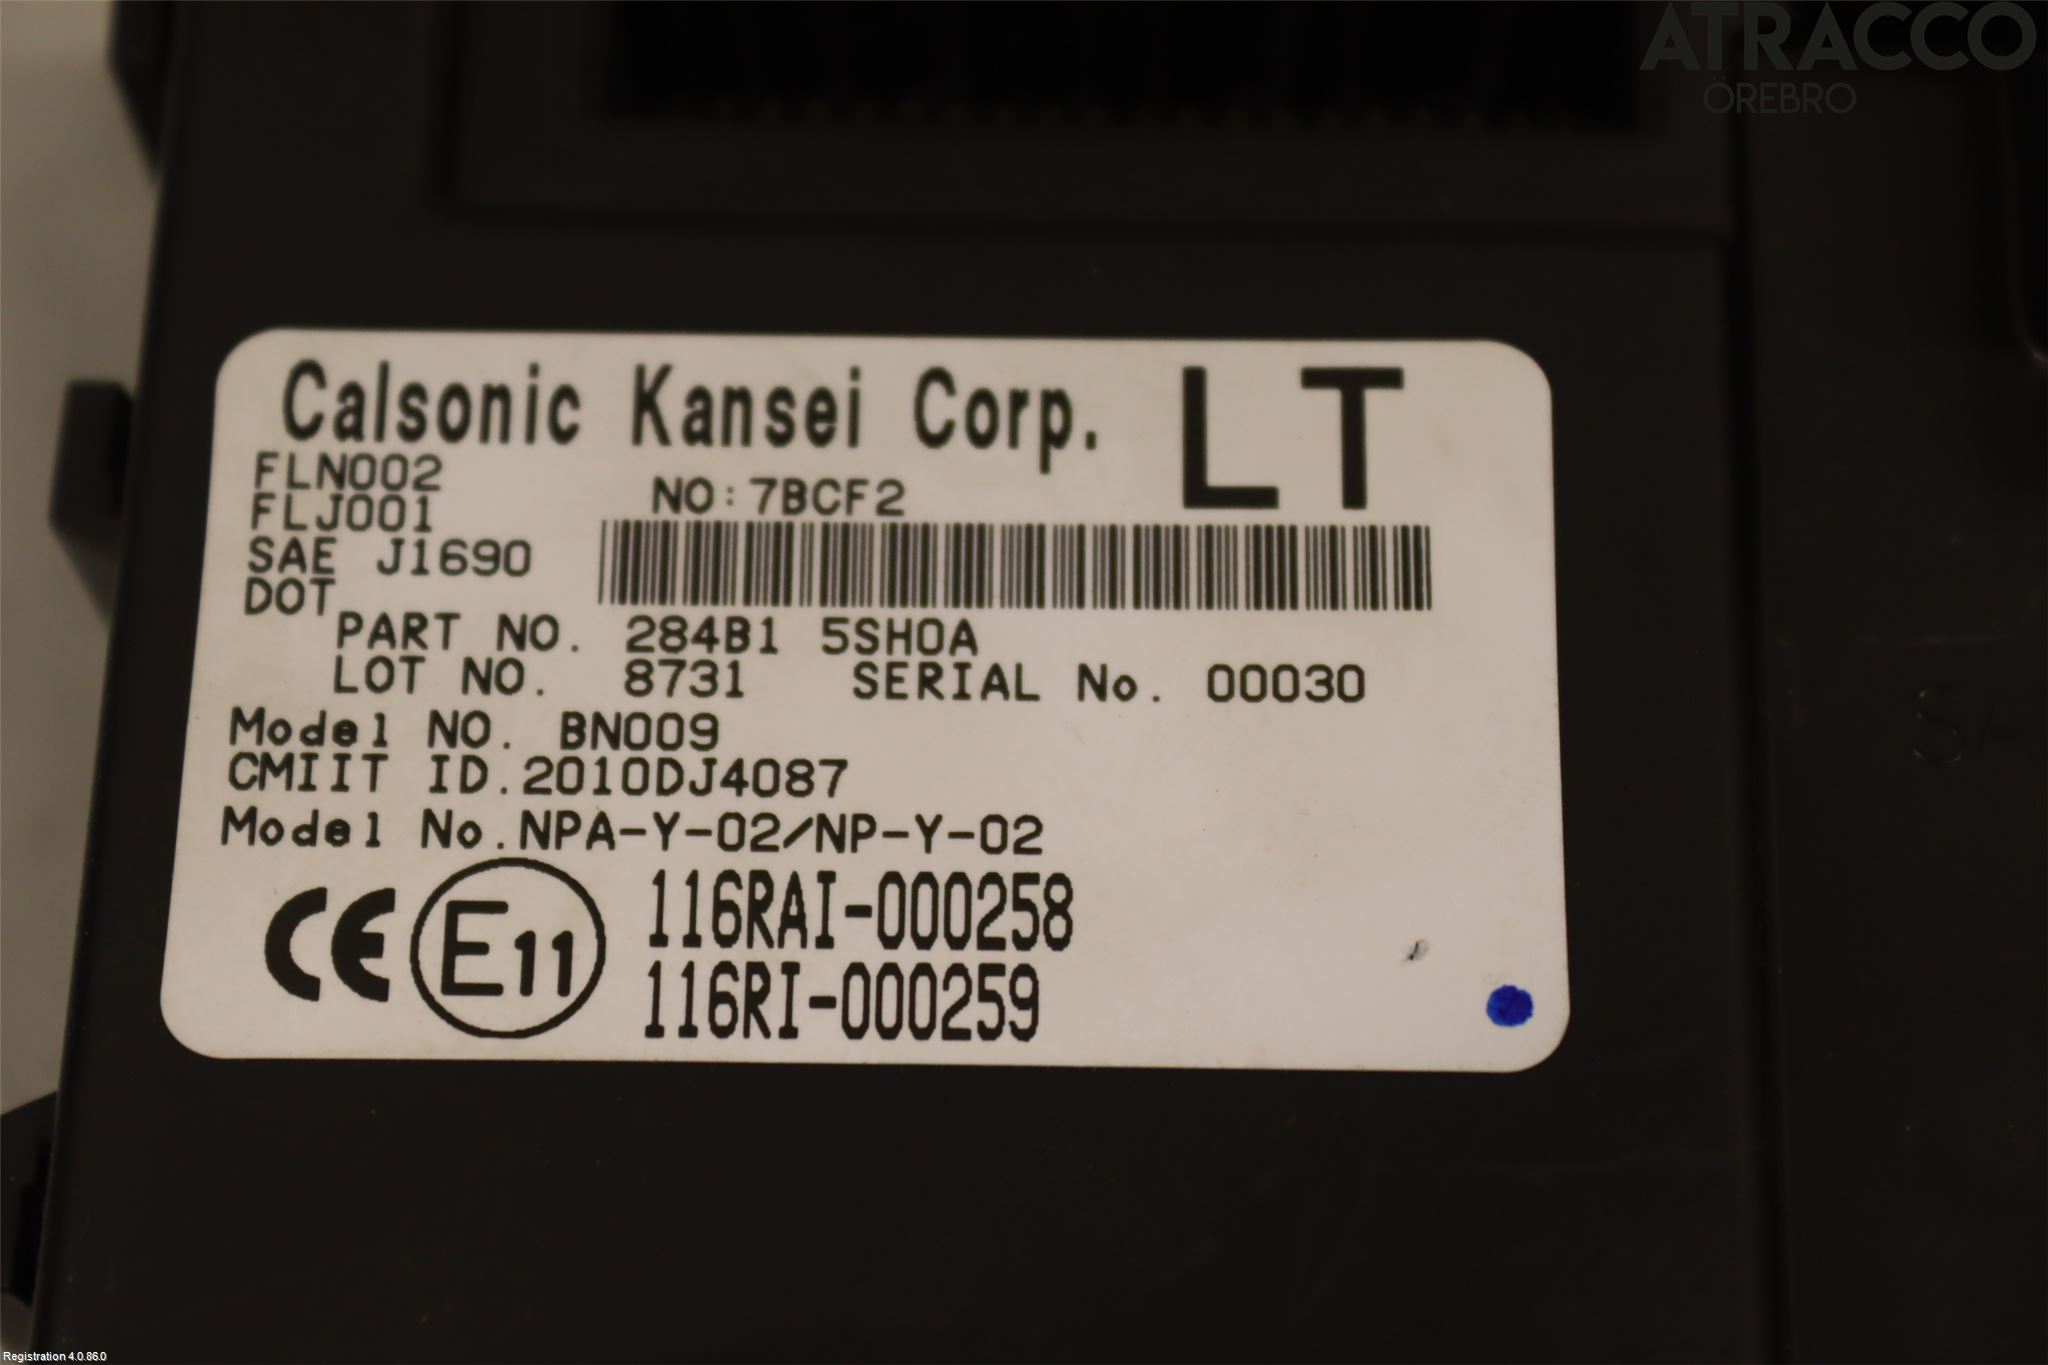 ATRACCO
ÖREBRO
Calsonic Kansei Corp. LT
FLN002
FLJ001
NO:7BCF2
SAE J1690
DOT
PART NO. 284B1 5SH0A
LOT NO. 8731 SERIAL No. 00030
Model NO. BN009
CMIIT ID.2010DJ4087
Model No.NPA-Y-02/NP-Y-02
CE E11 116RAI-000258
116RI-000259
Registration 4.0.86.0